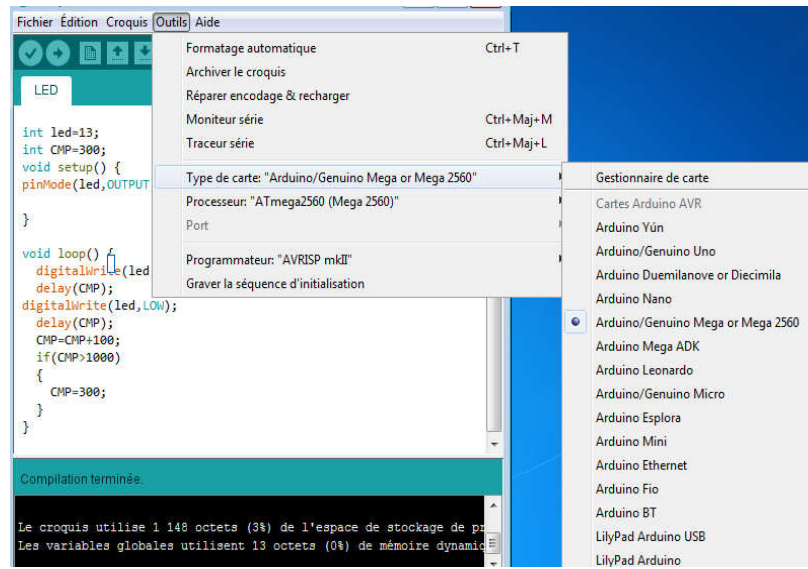 Fichier Édition Croquis Outils Aide
LED
int led=13;
int CMP=300;
void setup() {
pinMode(led,OUTPUT
}
void loop() {
digitalWrite(led
delay(CMP);
digitalWrite(led,LOW);
delay(CMP);
CMP=CMP+100;
if(CMP>1000)
{
CMP=300;
}
}
Compilation terminée.
Le croquis utilise 1 148 octets (3%) de l'espace de stockage de pr
Les variables globales utilisent 13 octets (0%) de mémoire dynamiq
Formatage automatique Ctrl+T
Archiver le croquis
Réparer encodage & recharger
Moniteur série Ctrl+Maj+M
Traceur série Ctrl+Maj+L
Type de carte: "Arduino/Genuino Mega or Mega 2560"
Processeur: "ATmega2560 (Mega 2560)"
Port
Programmateur: "AVRISP mkII"
Graver la séquence d'initialisation
Gestionnaire de carte
Cartes Arduino AVR
Arduino Yún
Arduino/Genuino Uno
Arduino Duemilanove or Diecimila
Arduino Nano
Arduino/Genuino Mega or Mega 2560
Arduino Mega ADK
Arduino Leonardo
Arduino/Genuino Micro
Arduino Esplora
Arduino Mini
Arduino Ethernet
Arduino Fio
Arduino BT
LilyPad Arduino USB
LilyPad Arduino